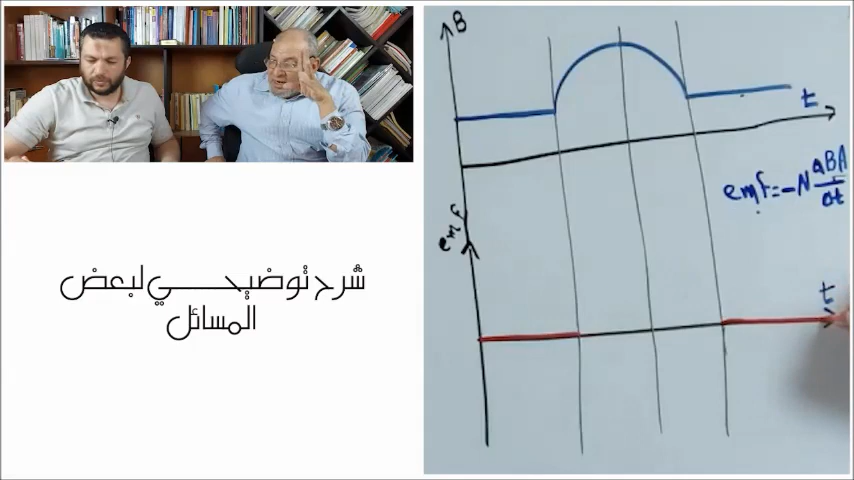 شرح توضيحي لبعض
المسائل
B
t
emf = -N ΔBA/Δt
emf
t